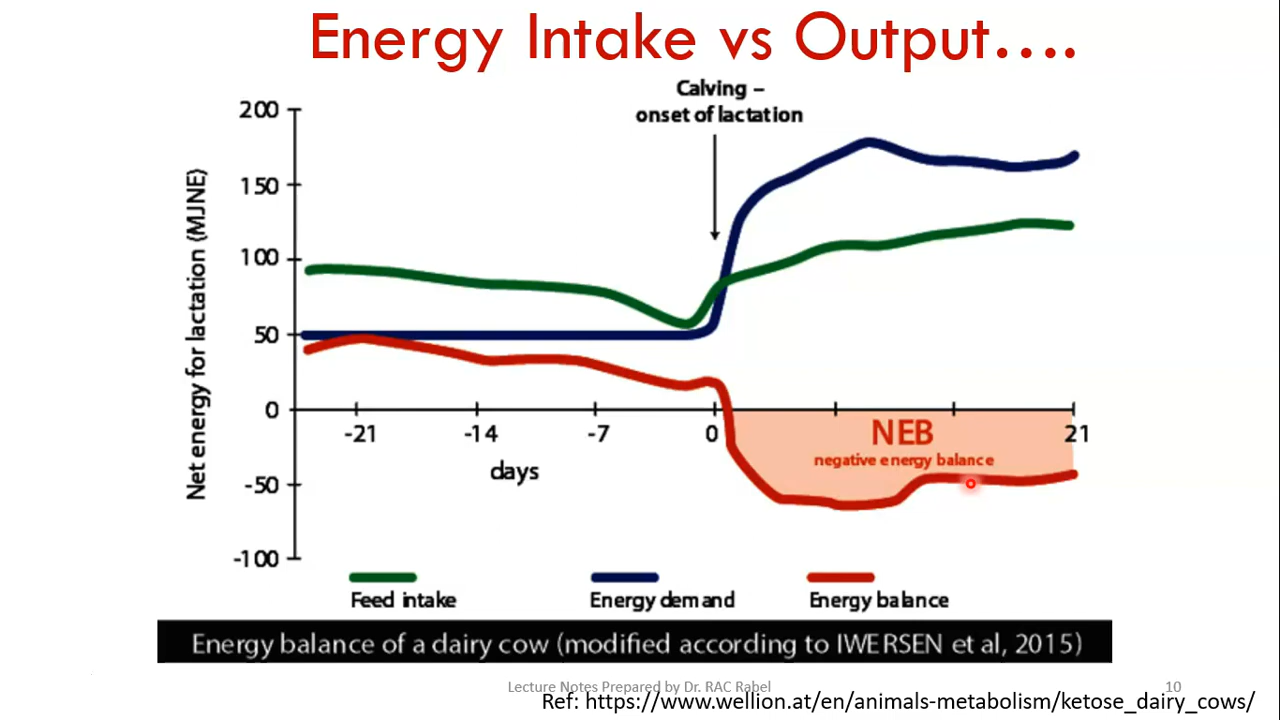 Energy Intake vs Output….
Calving –
onset of lactation
Net energy for lactation (MJNE)
200
150
100
50
0
-50
-100
-21
-14
-7
0
21
days
NEB
negative energy balance
Feed intake
Energy demand
Energy balance
Energy balance of a dairy cow (modified according to IWERSEN et al, 2015)
Lecture Notes Prepared by Dr. RAC Rabel
10
Ref: https://www.wellion.at/en/animals-metabolism/ketose_dairy_cows/